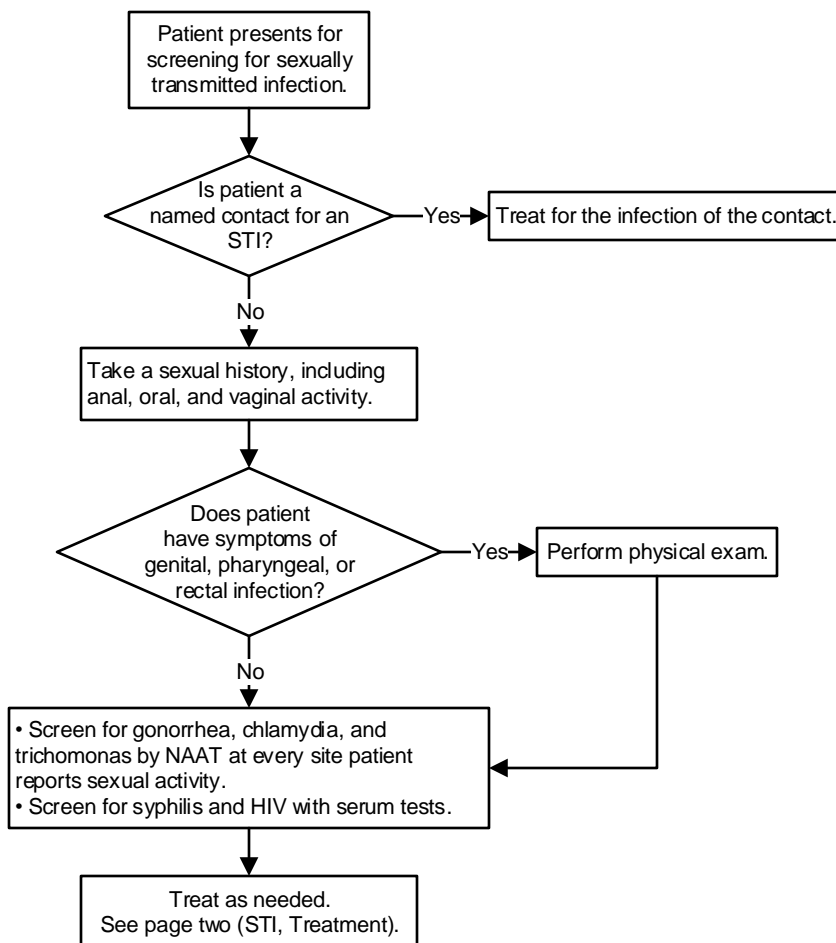 Patient presents for
screening for sexually
transmitted infection.
Is patient a
named contact for an
STI?
Yes
Treat for the infection of the contact.
No
Take a sexual history, including
anal, oral, and vaginal activity.
Does patient
have symptoms of
genital, pharyngeal, or
rectal infection?
Yes
Perform physical exam.
No
• Screen for gonorrhea, chlamydia, and
trichomonas by NAAT at every site patient
reports sexual activity.
• Screen for syphilis and HIV with serum tests.
Treat as needed.
See page two (STI, Treatment).